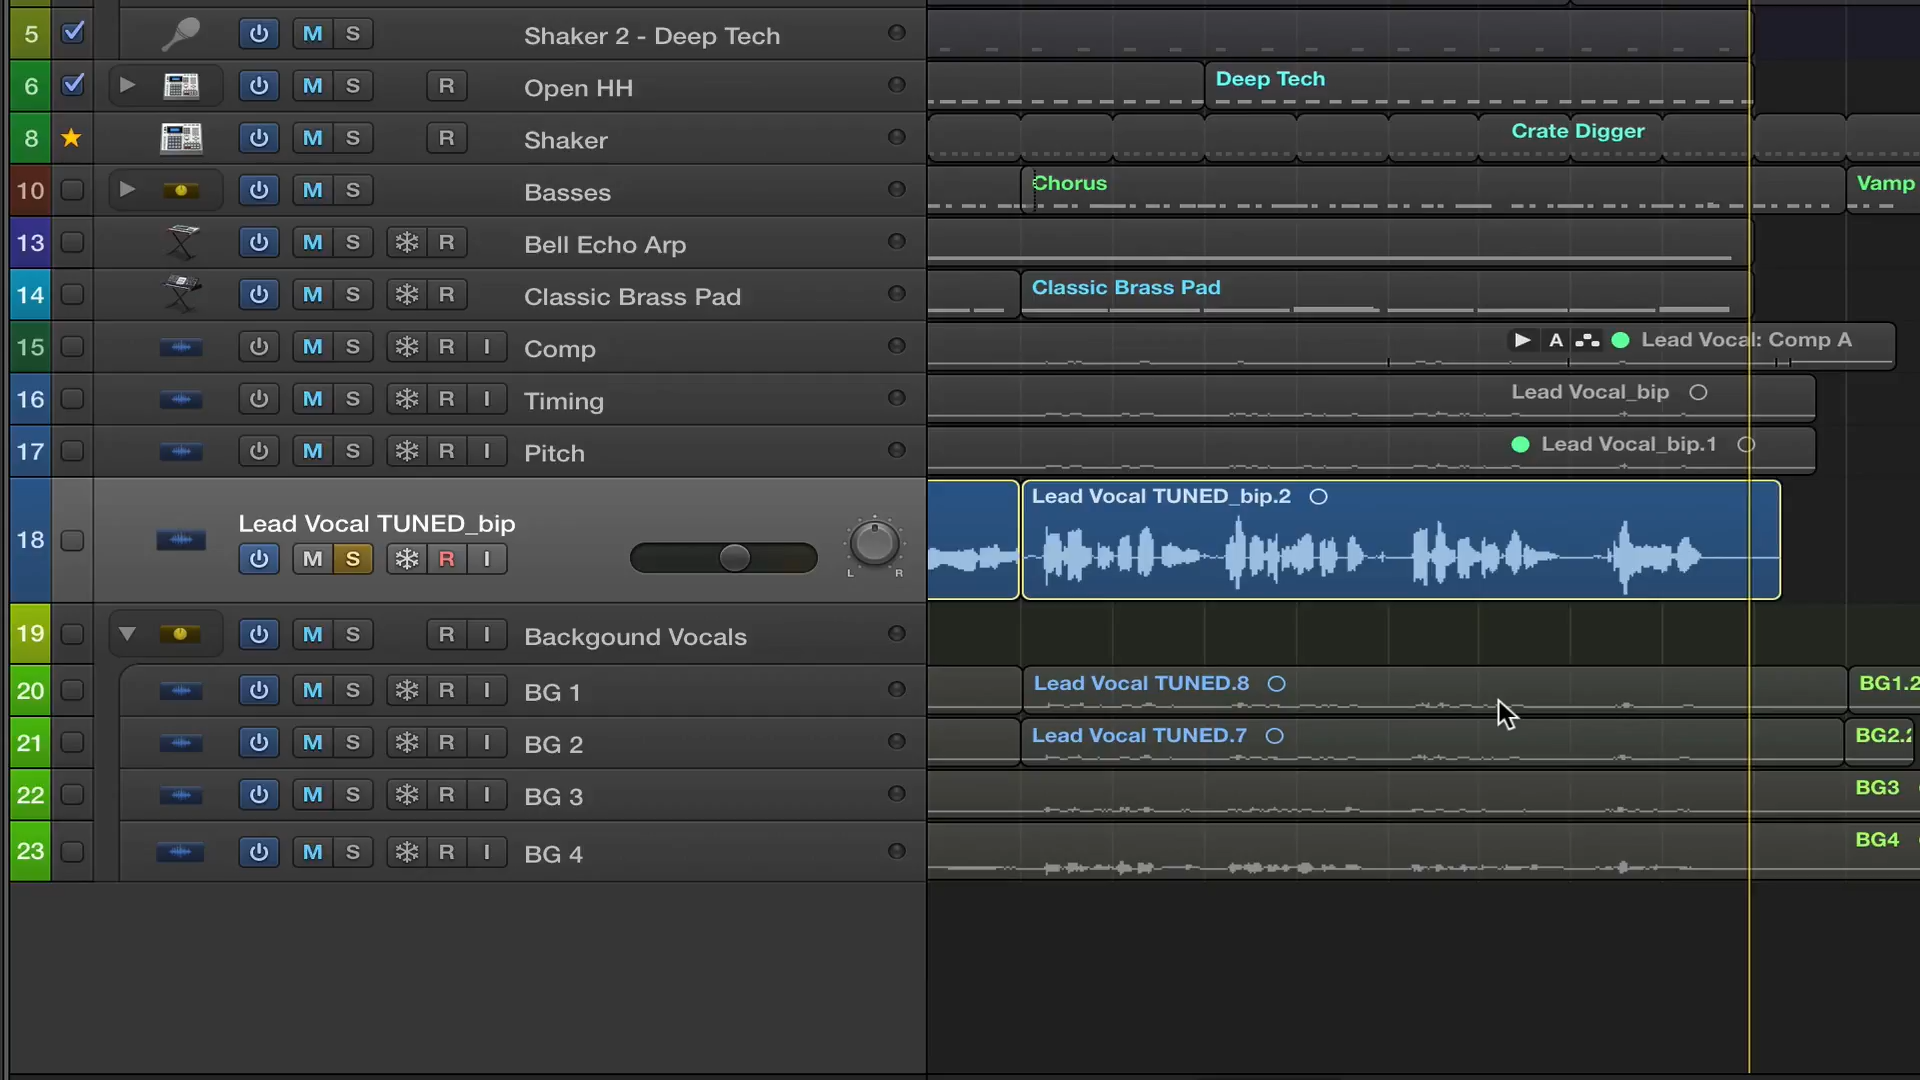 5 M S Shaker 2 - Deep Tech
6 M S R Open HH Deep Tech
8 M S R Shaker Crate Digger
10 M S Basses Chorus Vamp
13 M S R Bell Echo Arp
14 M S R Classic Brass Pad Classic Brass Pad
15 M S R I Comp A Lead Vocal: Comp A
16 M S R I Timing Lead Vocal_bip
17 M S R I Pitch Lead Vocal_bip.1
Lead Vocal TUNED_bip.2
18 Lead Vocal TUNED_bip
M S R I L R
19 M S R I Backgound Vocals
20 M S R I BG 1 Lead Vocal TUNED.8 BG1.2
21 M S R I BG 2 Lead Vocal TUNED.7 BG2.2
22 M S R I BG 3 BG3
23 M S R I BG 4 BG4